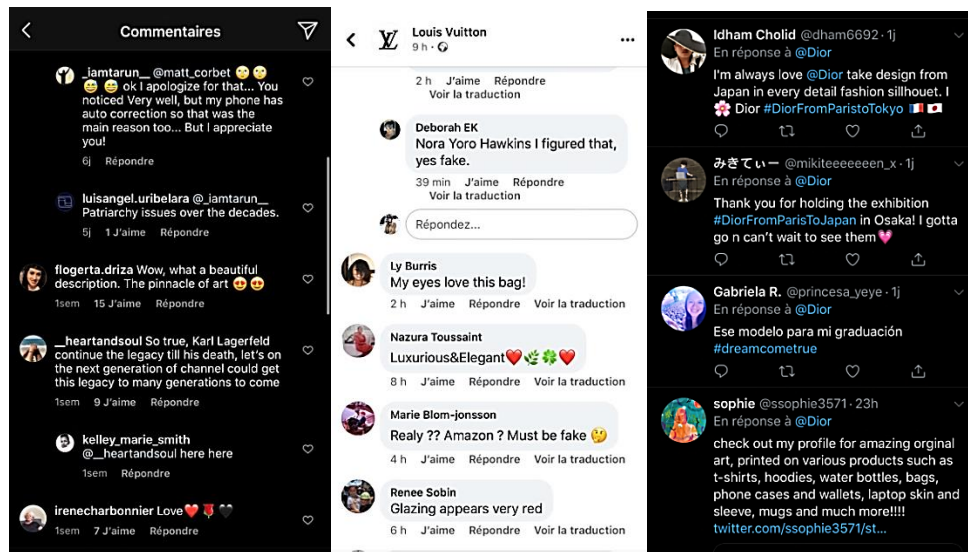 Commentaires
_iamtarun_ @matt_corbet 🙄🙄
😅😅 ok I apologize for that... You
noticed Very well, but my phone has
auto correction so that was the
main reason too... But I appreciate
you!
6j Répondre
luisangel.uribelara @_iamtarun_
Patriarchy issues over the decades.
5j 1 J'aime Répondre
flogerta.driza Wow, what a beautiful
description. The pinnacle of art 😍😍
1sem 15 J'aime Répondre
__heartandsoul So true, Karl Lagerfeld
continue the legacy till his death, let's on
the next generation of channel could get
this legacy to many generations to come
1sem 9 J'aime Répondre
kelley_marie_smith
@__heartandsoul here here
1sem Répondre
irenecharbonnier Love❤️🌹🖤
1sem 7 J'aime Répondre
Louis Vuitton
9 h
2 h J'aime Répondre
Voir la traduction
Deborah EK
Nora Yoro Hawkins I figured that,
yes fake.
39 min J'aime Répondre
Voir la traduction
Répondez...
Ly Burris
My eyes love this bag!
2 h J'aime Répondre Voir la traduction
Nazura Toussaint
Luxurious&Elegant❤️🌿🍀❤️
8 h J'aime Répondre Voir la traduction
Marie Blom-jonsson
Realy ?? Amazon ? Must be fake 🤔
4 h J'aime Répondre Voir la traduction
Renee Sobin
Glazing appears very red
6 h J'aime Répondre Voir la traduction
Idham Cholid @dham6692 · 1j
En réponse à @Dior
I'm always love @Dior take design from
Japan in every detail fashion sillhouet. I
🌸 Dior #DiorFromParistoTokyo 🇫🇷 🇯🇵
みきてぃー @mikiteeeeeeen_x · 1j
En réponse à @Dior
Thank you for holding the exhibition
#DiorFromParisToJapan in Osaka! I gotta
go n can't wait to see them💗
Gabriela R. @princesa_yeye · 1j
En réponse à @Dior
Ese modelo para mi graduación
#dreamcometrue
sophie @ssophie3571 · 23h
En réponse à @Dior
check out my profile for amazing orginal
art, printed on various products such as
t-shirts, hoodies, water bottles, bags,
phone cases and wallets, laptop skin and
sleeve, mugs and much more!!!!
twitter.com/ssophie3571/st...